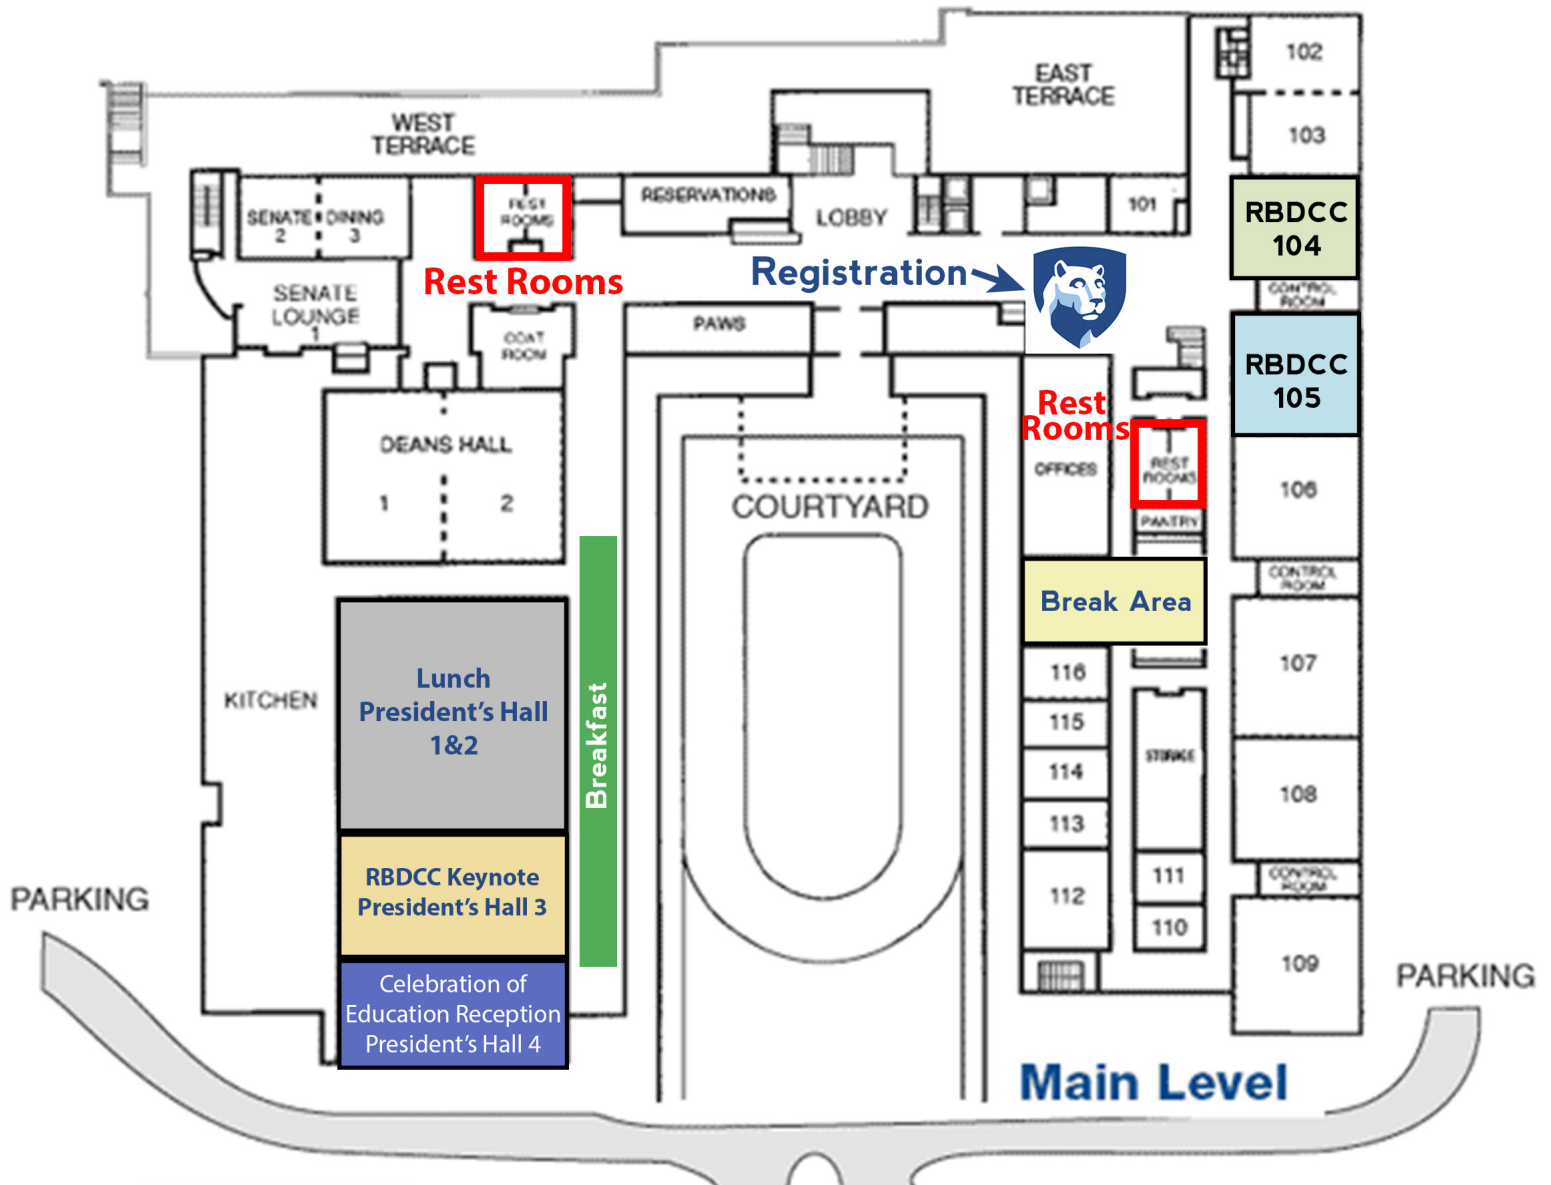 102
EAST
TERRACE
WEST
TERRACE
103
RESERVATIONS
REST
ROOMS
SENATE
2
DINING
3
LOBBY
101
RBDCC
104
Registration
Rest Rooms
SENATE
LOUNGE
1
CONTROL
ROOM
PAWS
COAT
ROOM
RBDCC
105
Rest
Rooms
DEANS HALL
1
2
COURTYARD
OFFICES
REST
ROOMS
106
PANTRY
CONTROL
ROOM
Break Area
Lunch
President's Hall
1&2
KITCHEN
Breakfast
116
115
114
113
112
STORAGE
107
108
111
110
CONTROL
ROOM
109
RBDCC Keynote
President's Hall 3
PARKING
Celebration of
Education Reception
President's Hall 4
PARKING
Main Level